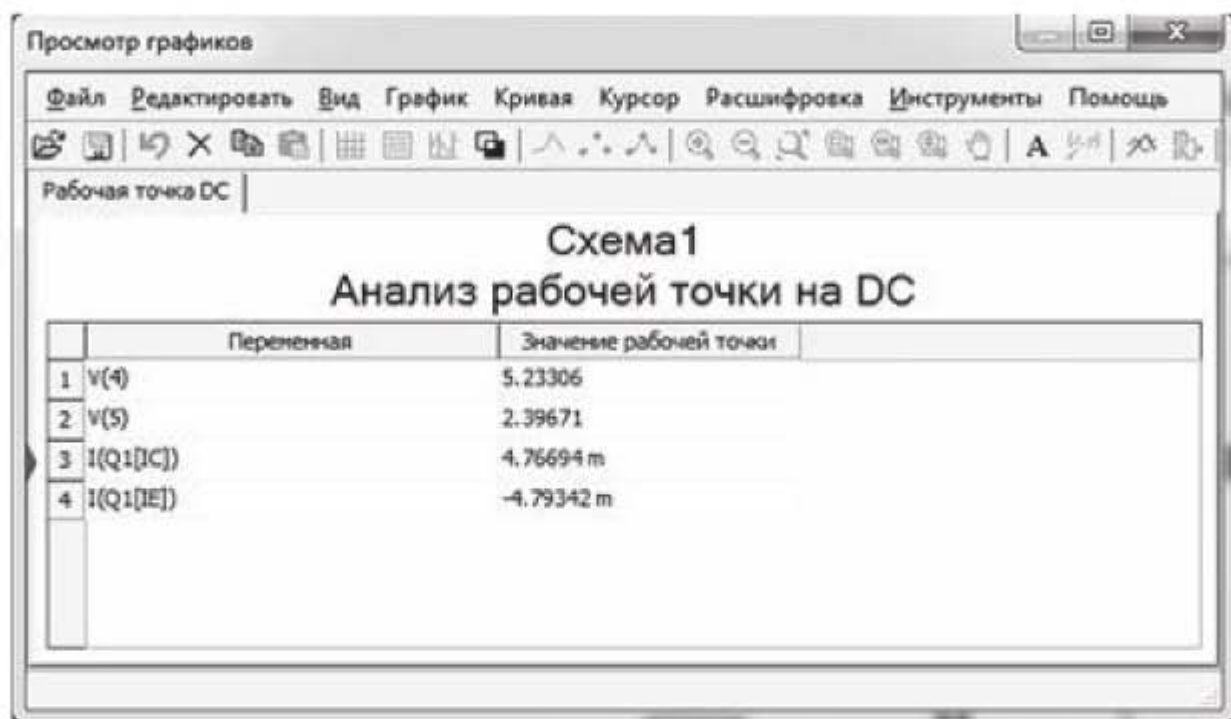 Просмотр графиков
Файл Редактировать Вид График Кривая Курсор Расшифровка Инструменты Помощь
A
Рабочая точка DC
Схема1
Анализ рабочей точки на DC
Переменная Значение рабочей точки
1 V(4) 5.23306
2 V(5) 2.39671
3 I(Q1[IC]) 4.76694 m
4 I(Q1[IE]) -4.79342 m